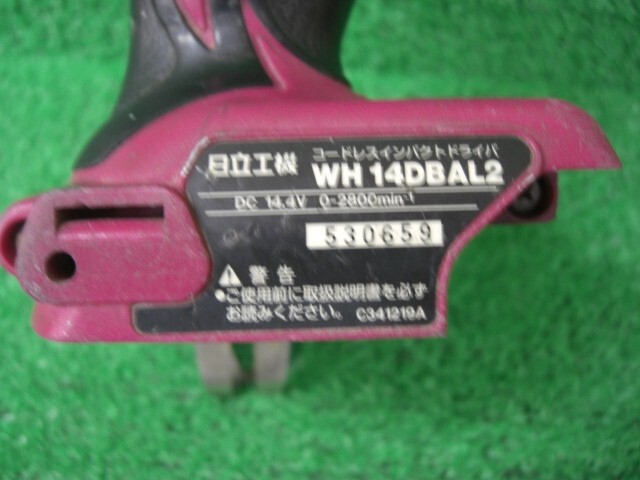 日立工機 コードレスインパクトドライバ
WH 14DBAL2
DC 14.4V 0-2800min⁻¹
530659
⚠ 警告
•ご使用前に取扱説明書を必ず
お読みください。 C341219A